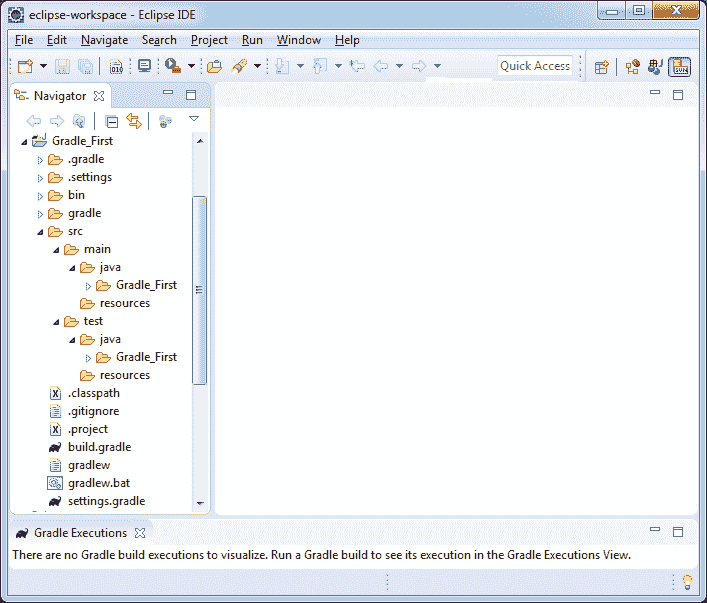 eclipse-workspace - Eclipse IDE
File Edit Navigate Search Project Run Window Help
010 Quick Access
Navigator
Gradle_First
.gradle
.settings
bin
gradle
src
main
java
Gradle_First
resources
test
java
Gradle_First
resources
.classpath
.gitignore
.project
build.gradle
gradlew
gradlew.bat
settings.gradle
Gradle Executions
There are no Gradle build executions to visualize. Run a Gradle build to see its execution in the Gradle Executions View.